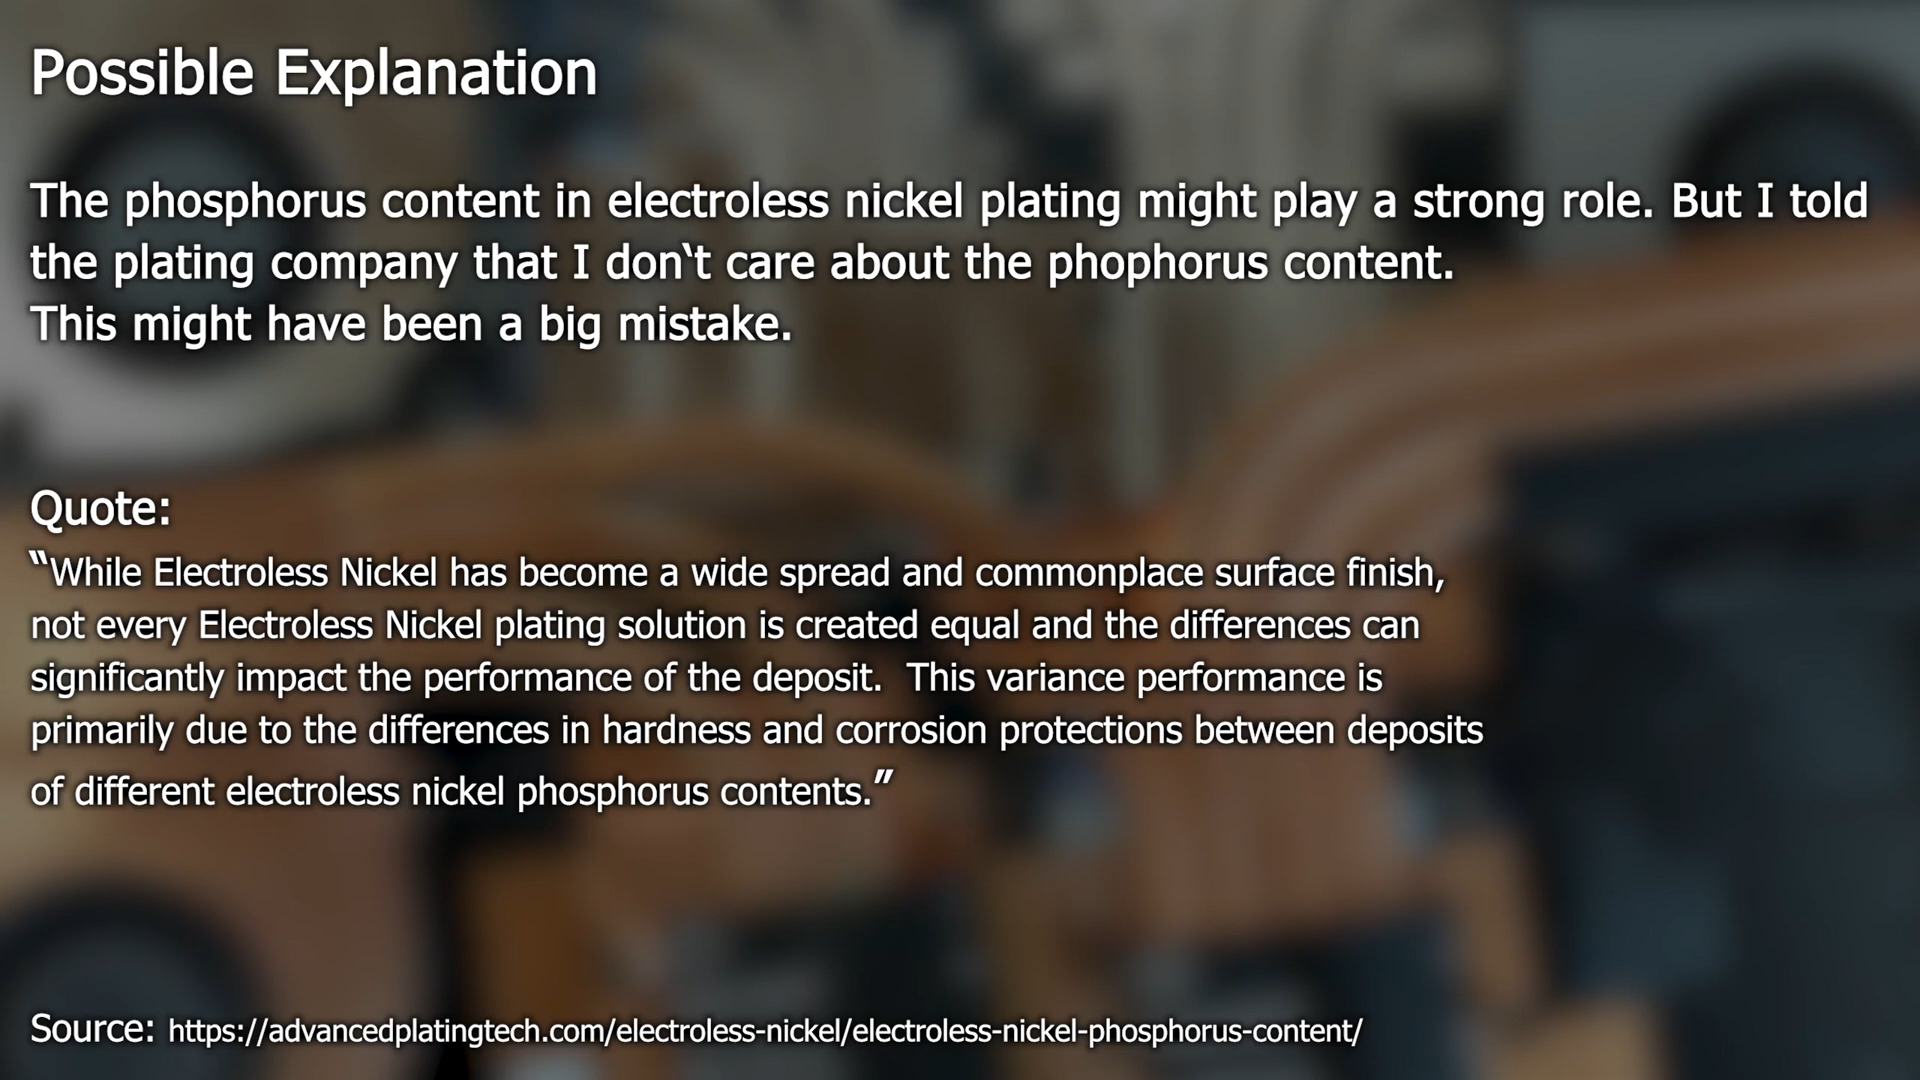 Possible Explanation
The phosphorus content in electroless nickel plating might play a strong role. But I told
the plating company that I don‘t care about the phophorus content.
This might have been a big mistake.
Quote:
“While Electroless Nickel has become a wide spread and commonplace surface finish,
not every Electroless Nickel plating solution is created equal and the differences can
significantly impact the performance of the deposit.  This variance performance is
primarily due to the differences in hardness and corrosion protections between deposits
of different electroless nickel phosphorus contents.”
Source: https://advancedplatingtech.com/electroless-nickel/electroless-nickel-phosphorus-content/